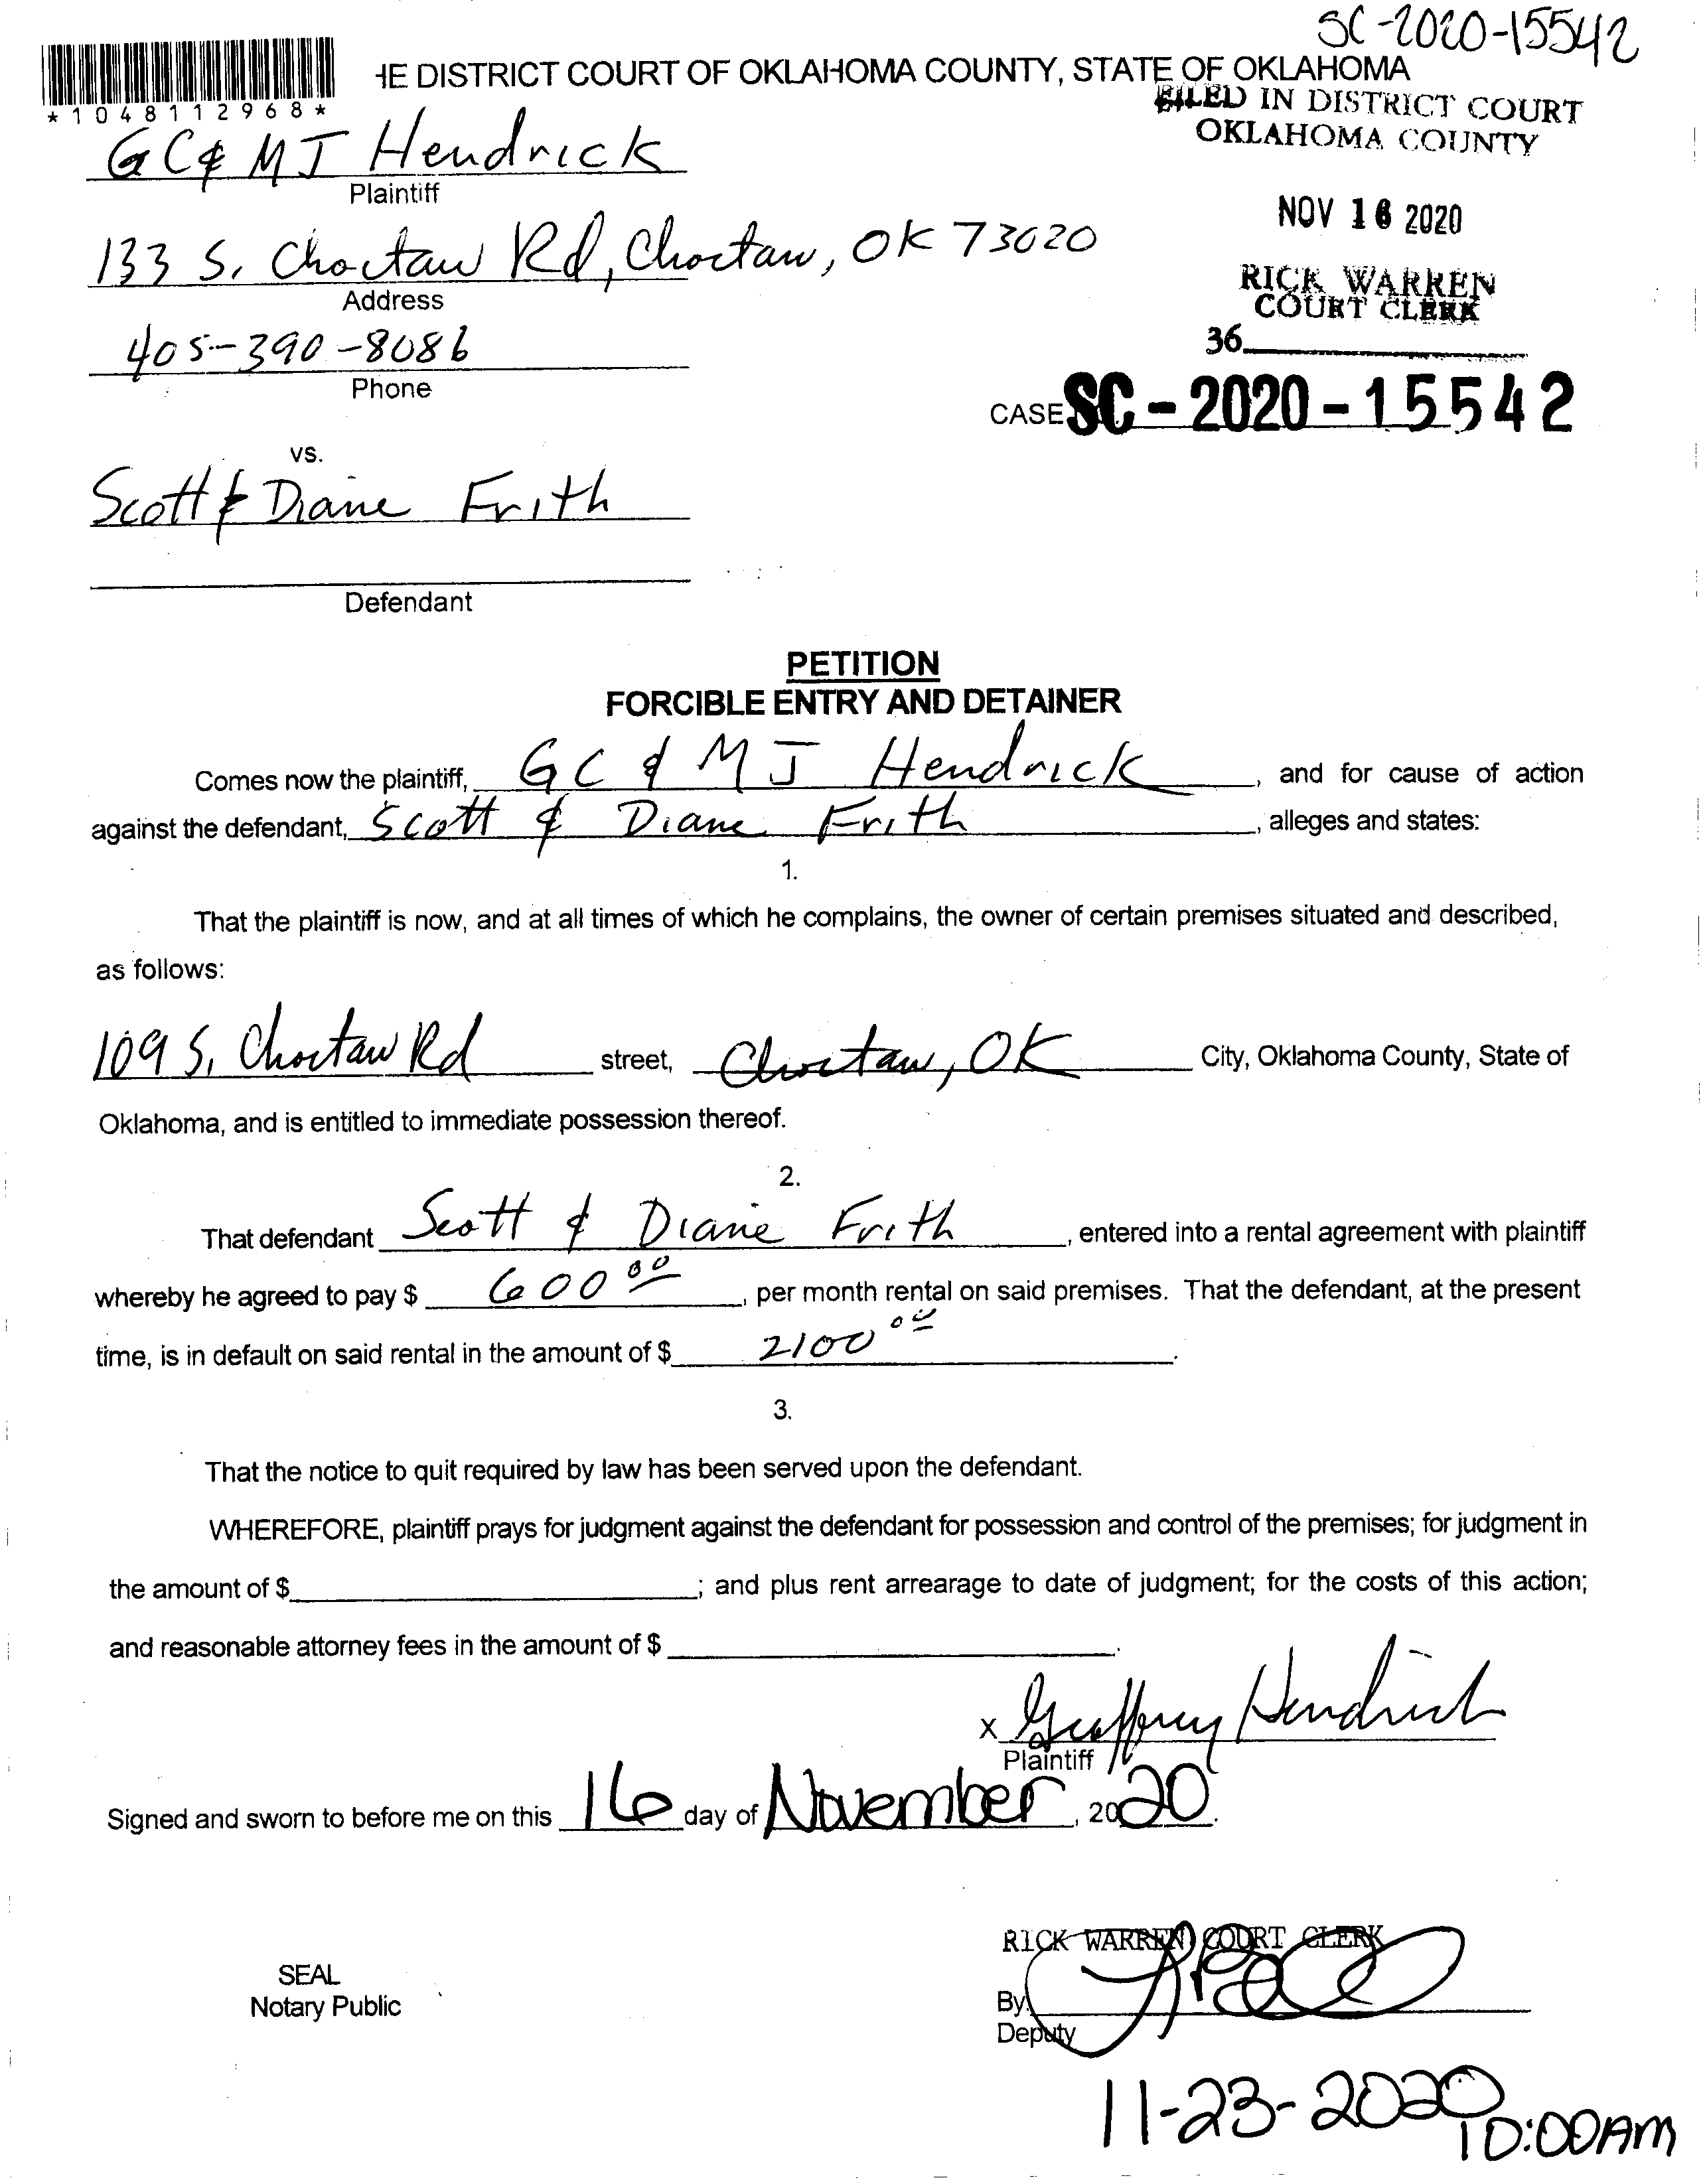 SC-2020-15542
HE DISTRICT COURT OF OKLAHOMA COUNTY, STATE OF OKLAHOMA
*1048112968*
FILED IN DISTRICT COURT
OKLAHOMA COUNTY
GC & MJ Hendrick
Plaintiff
NOV 16 2020
133 S. Choctaw Rd, Choctaw, OK 73020
Address
RICK WARREN
COURT CLERK
405-390-8086
Phone
36
CASE SC-2020-15542
vs.
Scott & Diane Frith
Defendant
PETITION
FORCIBLE ENTRY AND DETAINER
Comes now the plaintiff, GC & MJ Hendrick, and for cause of action
against the defendant, Scott & Diane Frith, alleges and states:
1.
That the plaintiff is now, and at all times of which he complains, the owner of certain premises situated and described,
as follows:
109 S. Choctaw Rd street, Choctaw, OK City, Oklahoma County, State of
Oklahoma, and is entitled to immediate possession thereof.
2.
That defendant Scott & Diane Frith, entered into a rental agreement with plaintiff
whereby he agreed to pay $ 600 00, per month rental on said premises. That the defendant, at the present
time, is in default on said rental in the amount of $ 2100 00.
3.
That the notice to quit required by law has been served upon the defendant.
WHEREFORE, plaintiff prays for judgment against the defendant for possession and control of the premises; for judgment in
the amount of $ ; and plus rent arrearage to date of judgment; for the costs of this action;
and reasonable attorney fees in the amount of $ .
x Geoffrey Hendrick
Plaintiff
Signed and sworn to before me on this 16 day of November, 2020.
RICK WARREN COURT CLERK
SEAL
Notary Public
By
Deputy
11-23-2020
10:00AM